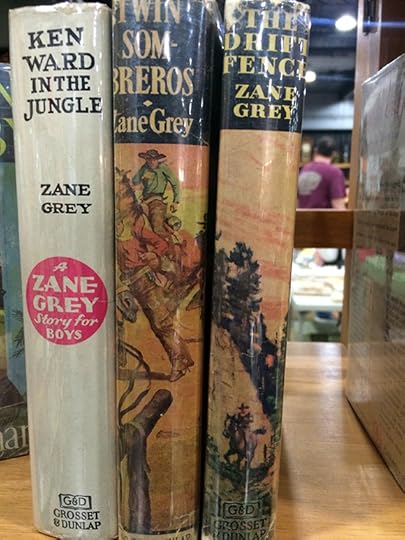 KEN
WARD
IN THE
JUNGLE
ZANE
GREY
A
ZANE
GREY
Story for
BOYS
G&D
GROSSET
& DUNLAP
TWIN
SOM-
BREROS
Zane Grey
THE
DRIFT
FENCE
ZANE
GREY
G&D
GROSSET
& DUNLAP